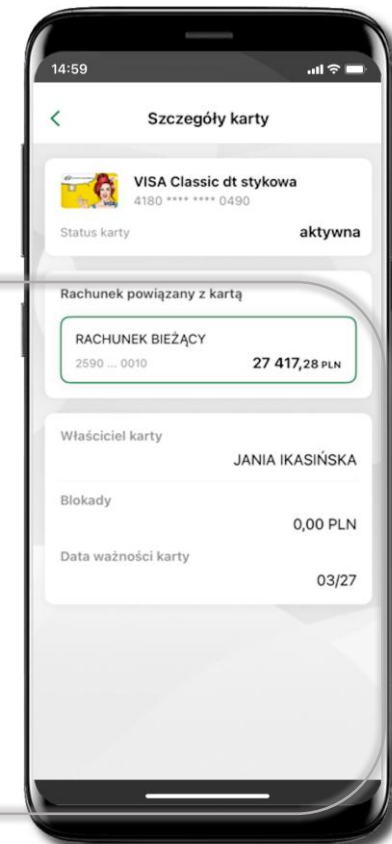 14:59
Szczegóły karty
VISA Classic dt stykowa
4180 **** **** 0490
Status karty aktywna
Rachunek powiązany z kartą
RACHUNEK BIEŻĄCY
2590 ... 0010 27 417,28 PLN
Właściciel karty
JANIA IKASIŃSKA
Blokady
0,00 PLN
Data ważności karty
03/27